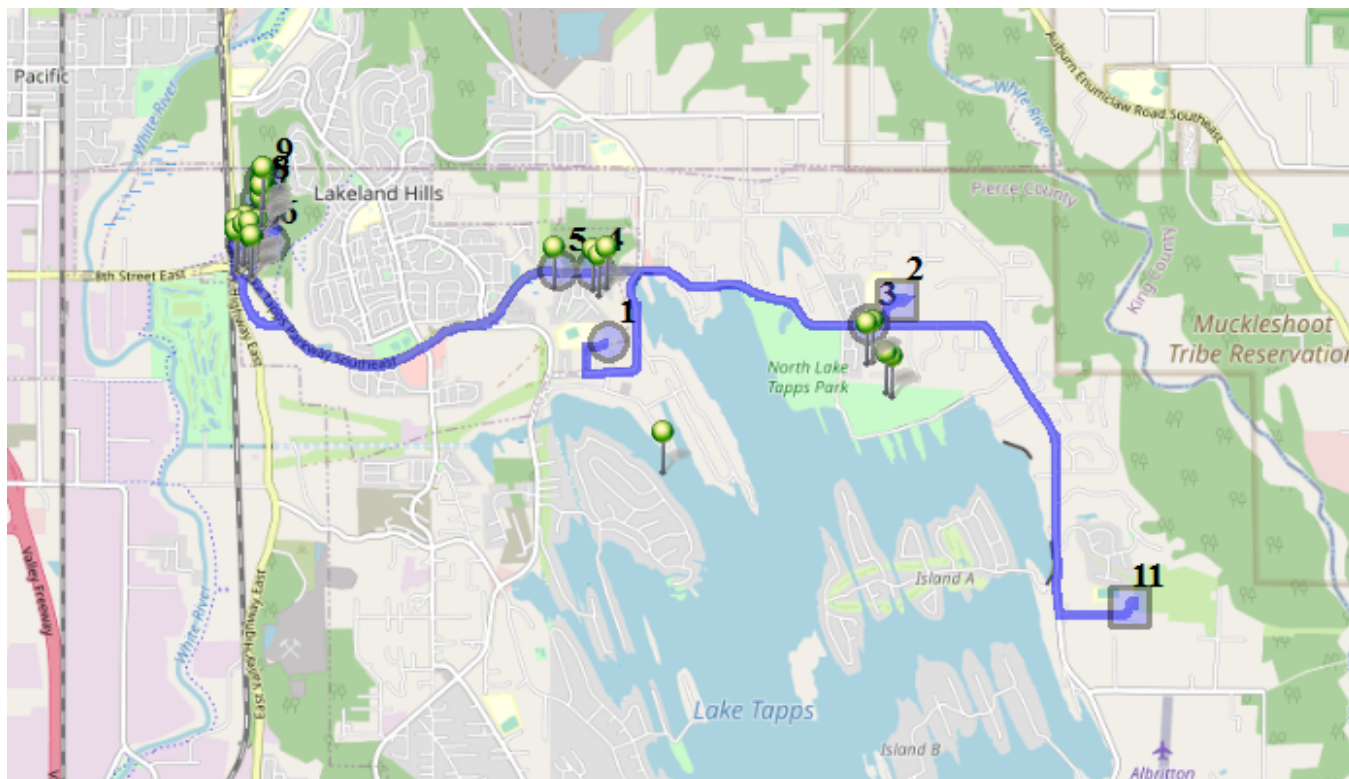 Pacific
White River
Auburn Enumclaw Road Southeast
White River
9
Lakeland Hills
6
Pierce County
King County
8th Street East
5
4
2
3
1
Muckleshoot
Tribe Reservation
North Lake
Tapps Park
Valley Freeway
White River
East Valley Highway East
Island A
11
Lake Tapps
Island B
Albritton